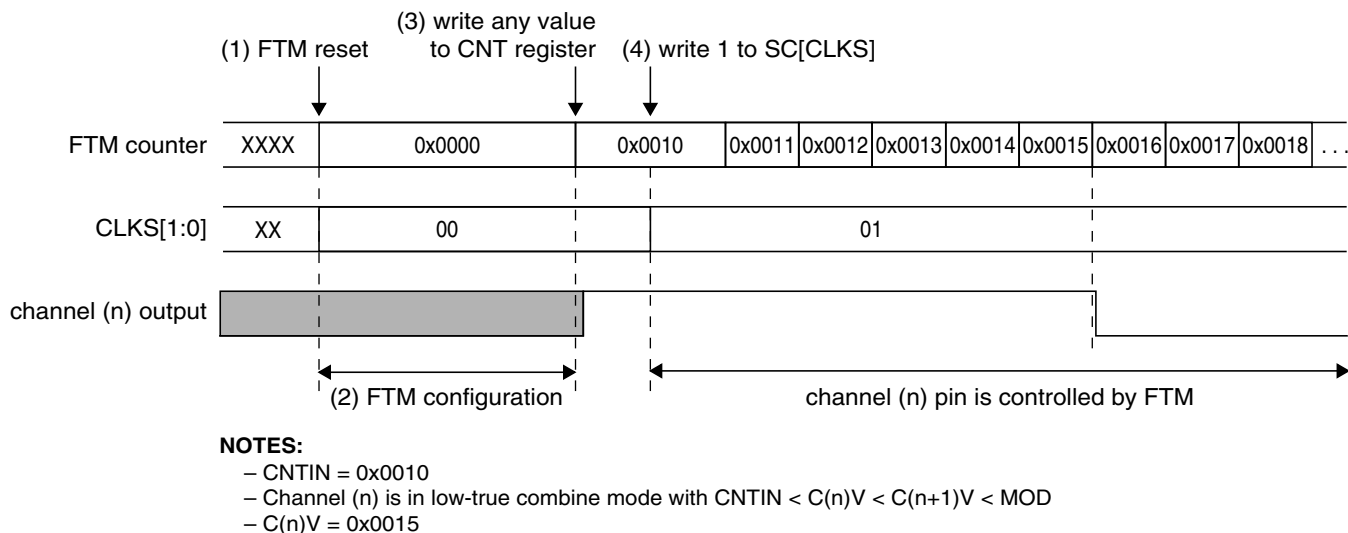 (3) write any value
(1) FTM reset to CNT register (4) write 1 to SC[CLKS]
FTM counter XXXX 0x0000 0x0010 0x0011 0x0012 0x0013 0x0014 0x0015 0x0016 0x0017 0x0018 . . .
CLKS[1:0] XX 00 01
channel (n) output
(2) FTM configuration channel (n) pin is controlled by FTM
NOTES:
– CNTIN = 0x0010
– Channel (n) is in low-true combine mode with CNTIN < C(n)V < C(n+1)V < MOD
– C(n)V = 0x0015